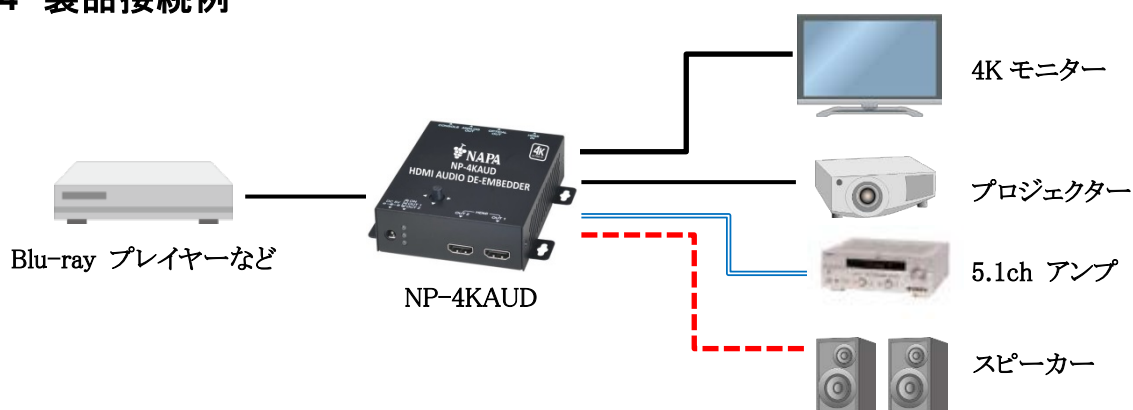 4 製品接続例
4K モニター
NAPA
4K
NP-4KAUD
HDMI AUDIO DE-EMBEDDER
プロジェクター
Blu-ray プレイヤーなど
5.1ch アンプ
NP-4KAUD
スピーカー